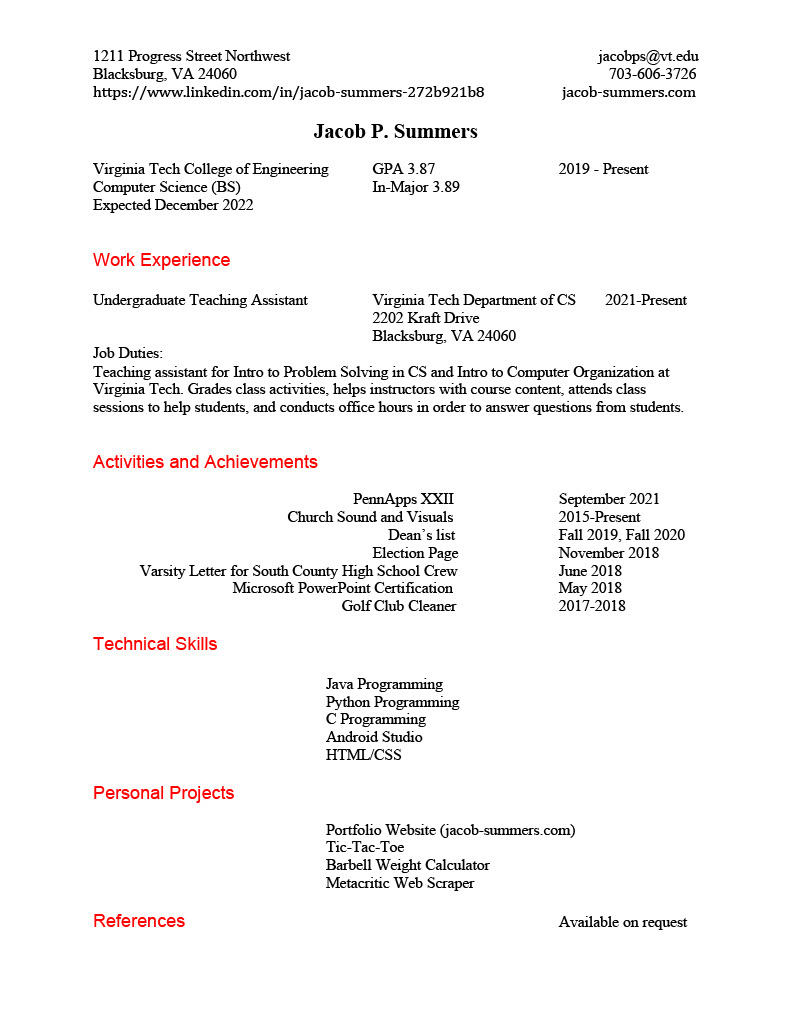 1211 Progress Street Northwest jacobps@vt.edu
Blacksburg, VA 24060 703-606-3726
https://www.linkedin.com/in/jacob-summers-272b921b8 jacob-summers.com
Jacob P. Summers
Virginia Tech College of Engineering GPA 3.87 2019 - Present
Computer Science (BS) In-Major 3.89
Expected December 2022
Work Experience
Undergraduate Teaching Assistant Virginia Tech Department of CS 2021-Present
2202 Kraft Drive
Blacksburg, VA 24060
Job Duties:
Teaching assistant for Intro to Problem Solving in CS and Intro to Computer Organization at
Virginia Tech. Grades class activities, helps instructors with course content, attends class
sessions to help students, and conducts office hours in order to answer questions from students.
Activities and Achievements
PennApps XXII September 2021
Church Sound and Visuals 2015-Present
Dean’s list Fall 2019, Fall 2020
Election Page November 2018
Varsity Letter for South County High School Crew June 2018
Microsoft PowerPoint Certification May 2018
Golf Club Cleaner 2017-2018
Technical Skills
Java Programming
Python Programming
C Programming
Android Studio
HTML/CSS
Personal Projects
Portfolio Website (jacob-summers.com)
Tic-Tac-Toe
Barbell Weight Calculator
Metacritic Web Scraper
References Available on request